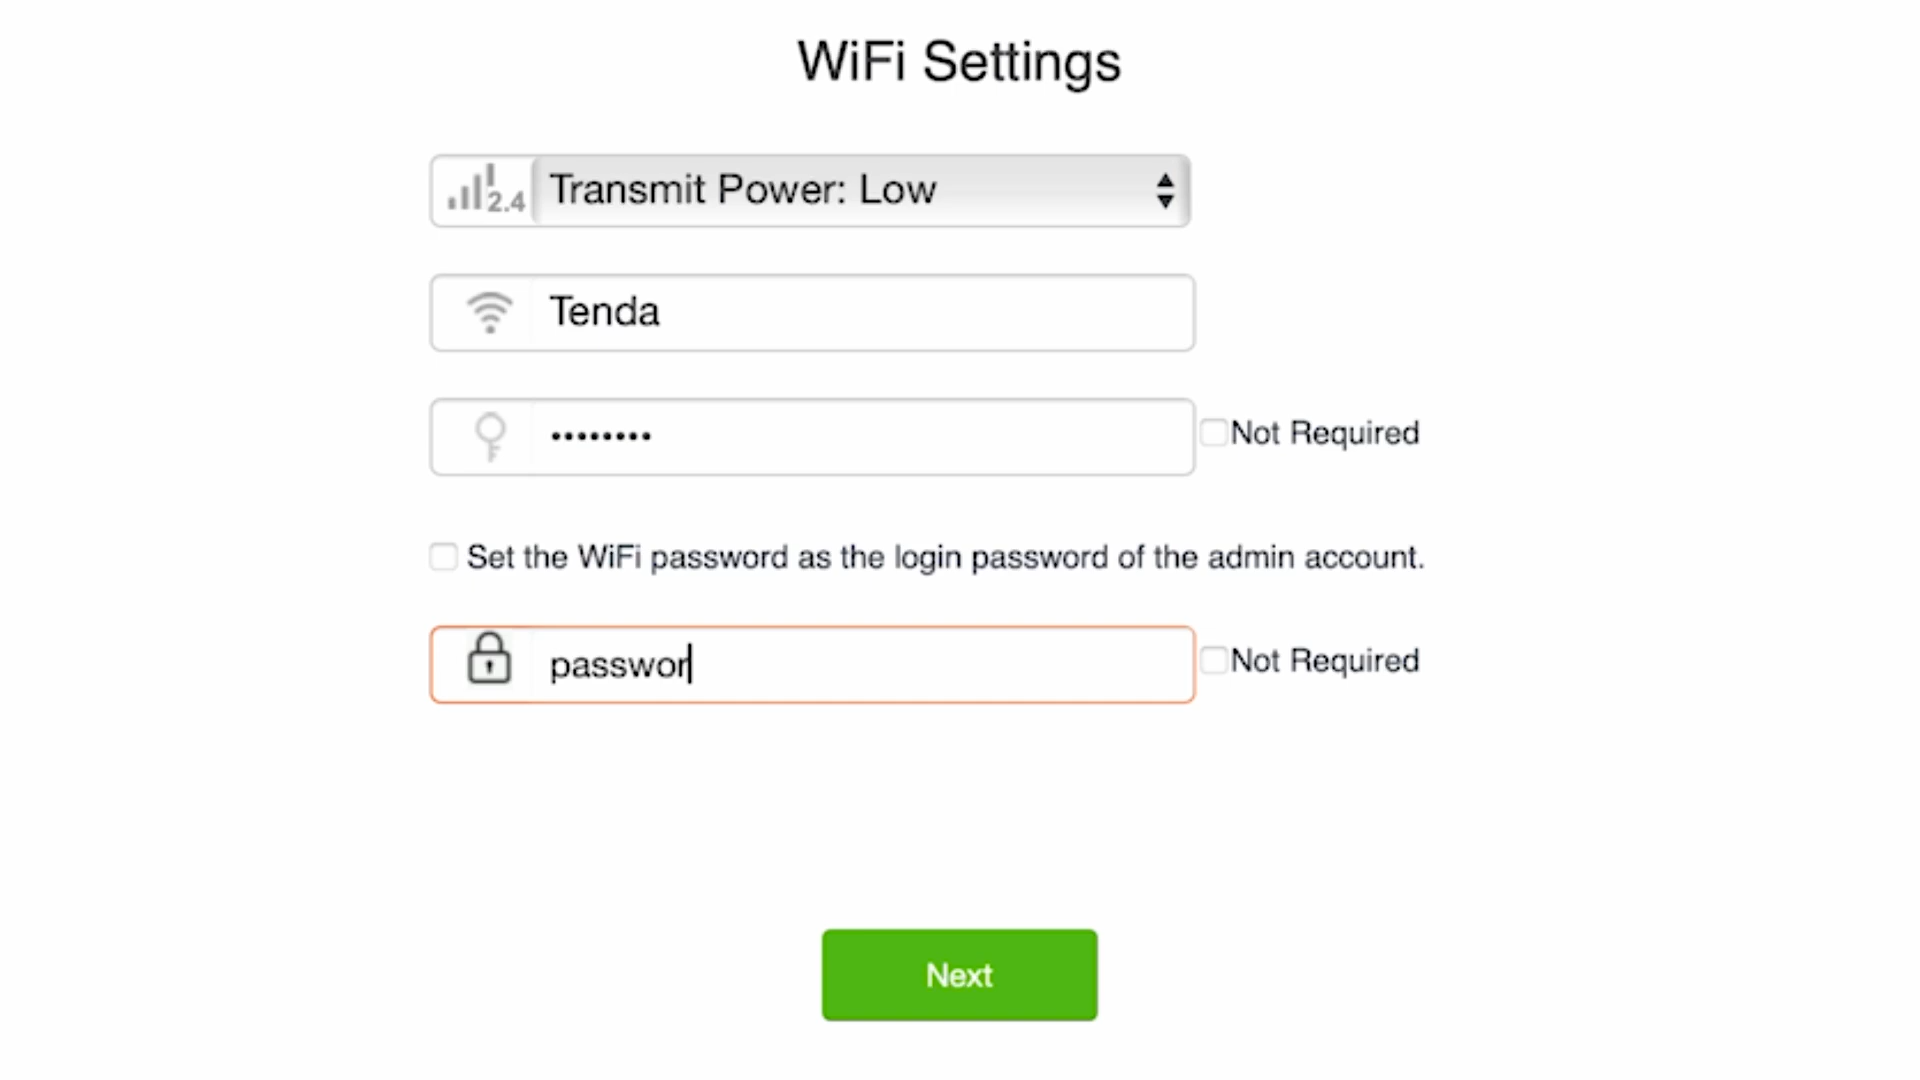 WiFi Settings
2.4 Transmit Power: Low
Tenda
••••••••• Not Required
Set the WiFi password as the login password of the admin account.
passwor Not Required
Next